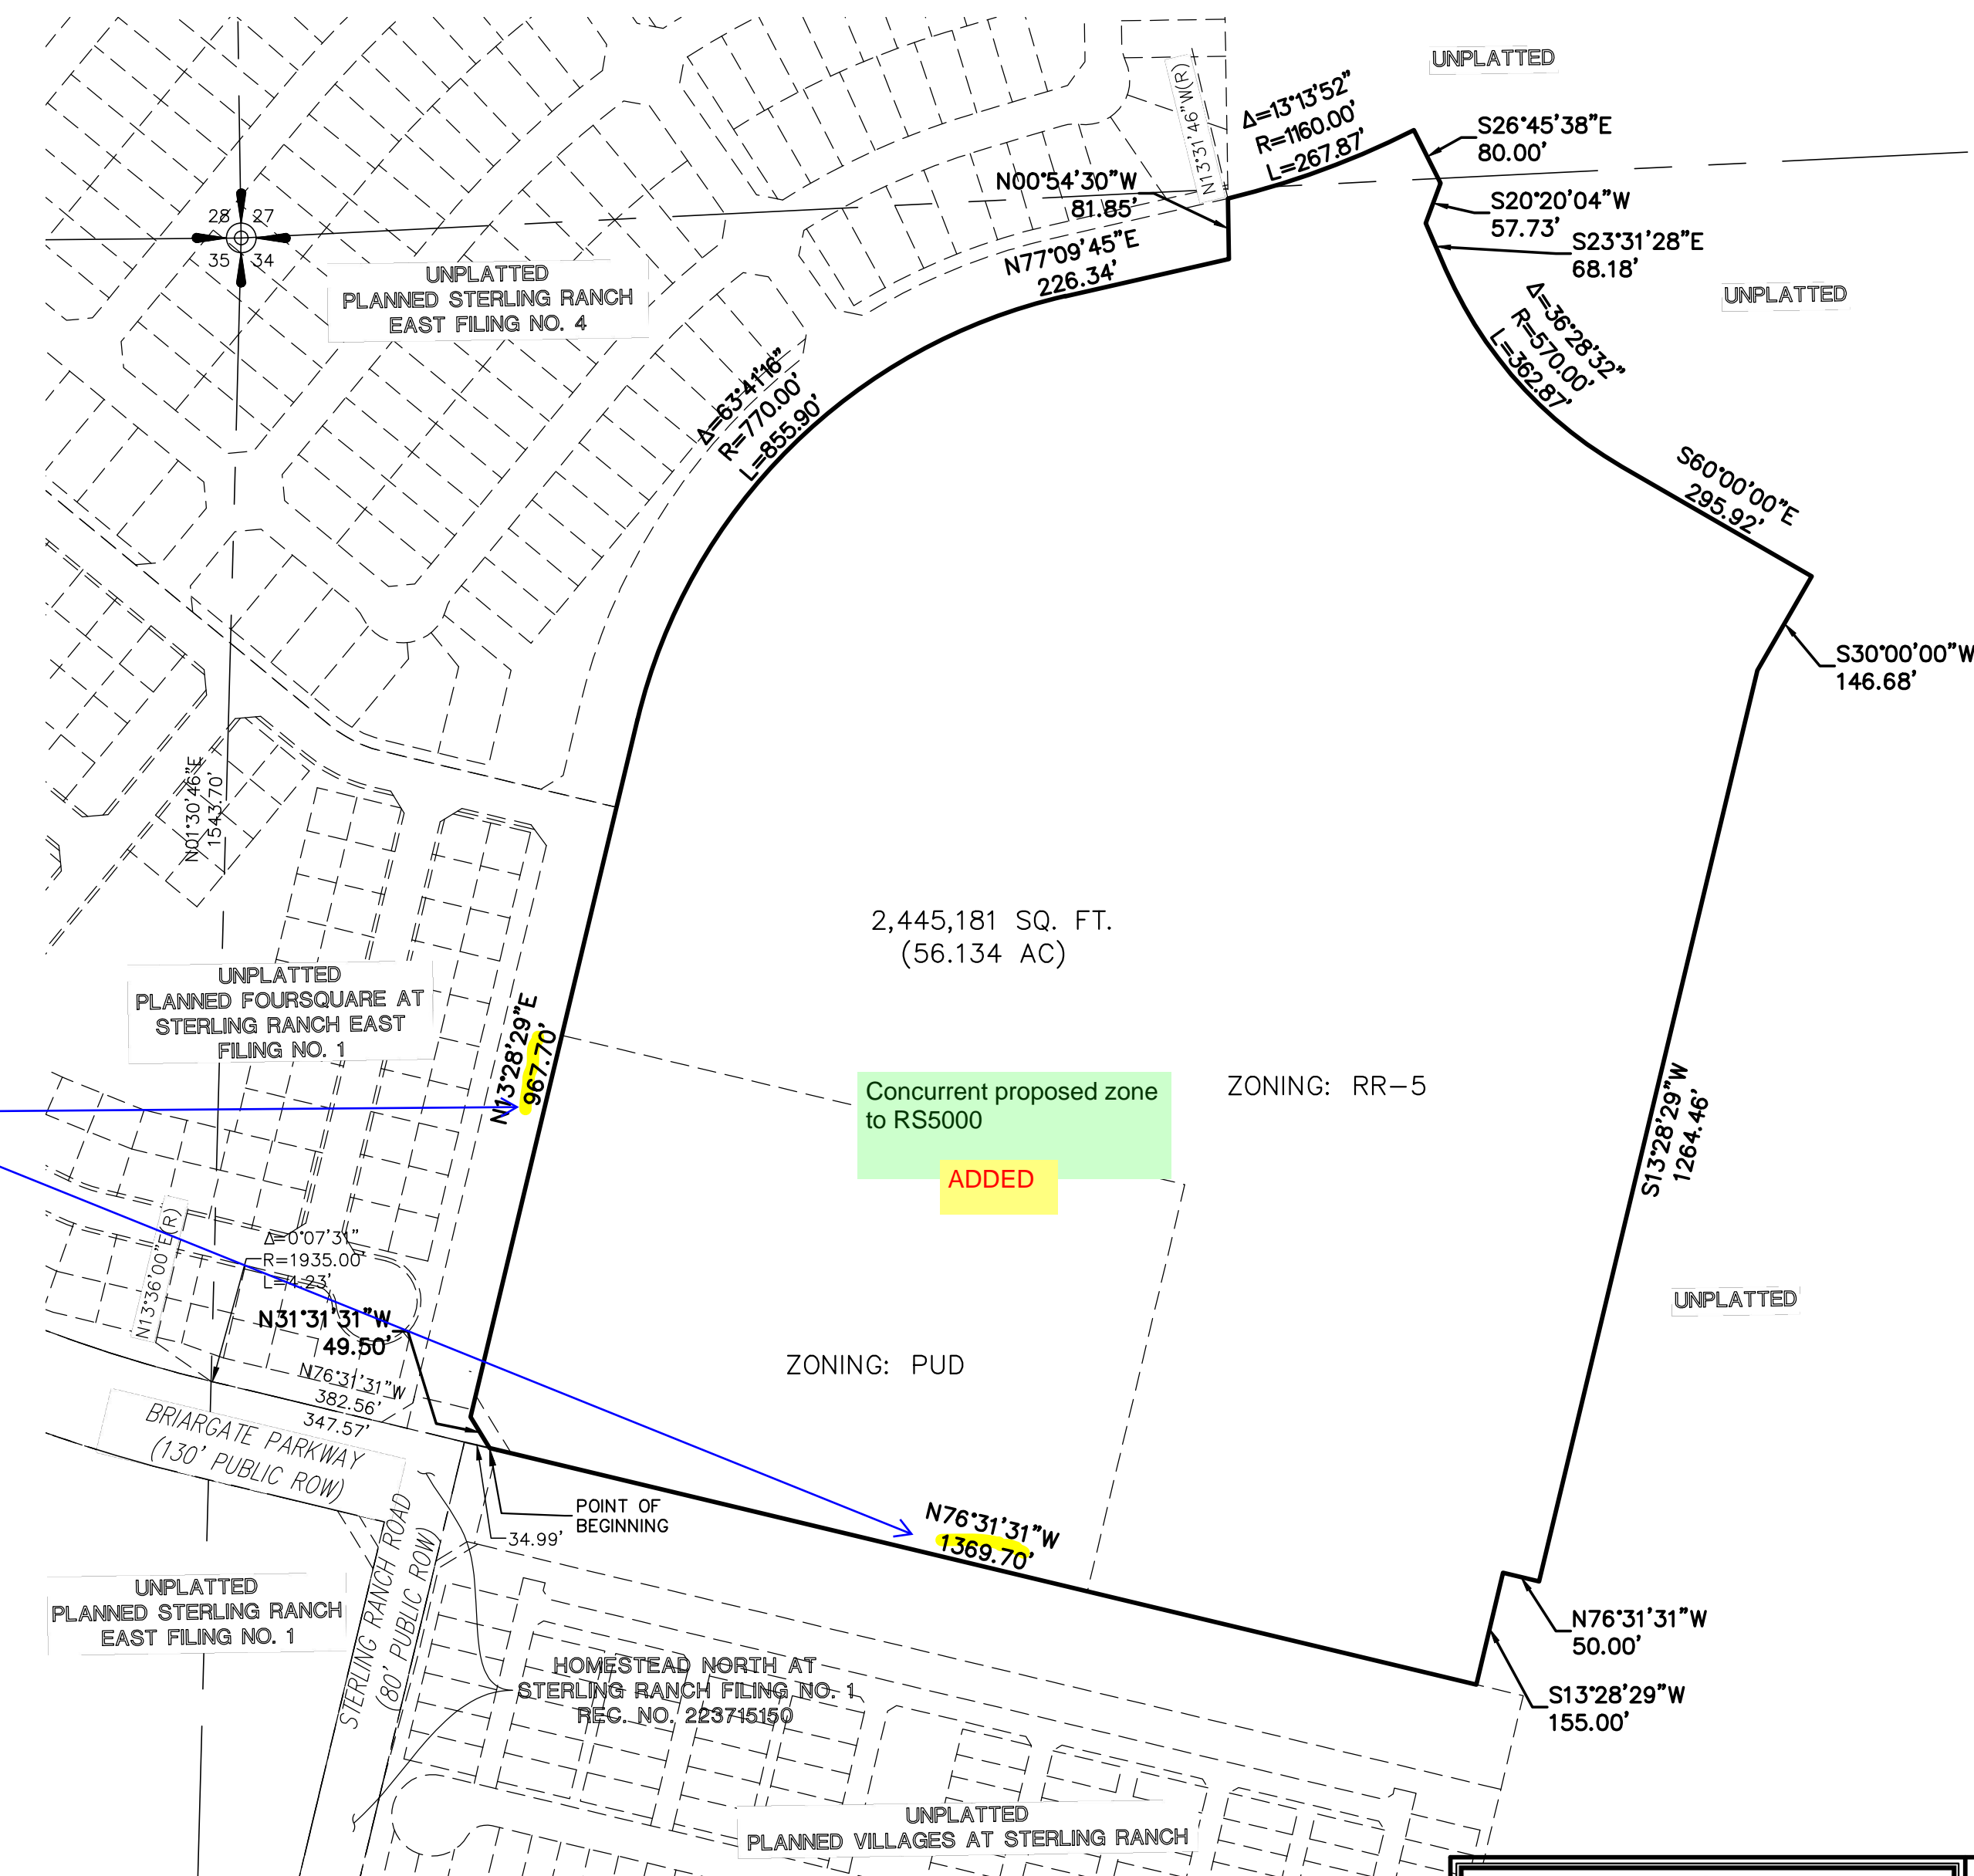 UNPLATTED
Δ=13°13'52"
R=1160.00'
L=267.87'
N13°31'46"W(R)
S26°45'38"E
80.00'
N00°54'30"W
81.85'
S20°20'04"W
57.73'
S23°31'28"E
68.18'
28 27
35 34
UNPLATTED
PLANNED STERLING RANCH
EAST FILING NO. 4
N77°09'45"E
226.34'
UNPLATTED
Δ=36°28'32"
R=570.00'
L=362.87'
Δ=63°41'16"
R=770.00'
L=855.90'
S60°00'00"E
295.92'
S30°00'00"W
146.68'
N01°30'46"E
1543.70'
2,445,181 SQ. FT.
(56.134 AC)
UNPLATTED
PLANNED FOURSQUARE AT
STERLING RANCH EAST
FILING NO. 1
N13°28'29"E
967.70'
Concurrent proposed zone
to RS5000
ADDED
ZONING: RR-5
S13°28'29"W
1264.46'
N13°36'00"E(R)
Δ=0°07'31"
R=1935.00'
L=4.23'
N31°31'31"W
49.50'
UNPLATTED
ZONING: PUD
N76°31'31"W
382.56'
347.57'
BRIARGATE PARKWAY
(130' PUBLIC ROW)
POINT OF
BEGINNING
34.99'
N76°31'31"W
1369.70'
STERLING RANCH ROAD
(80' PUBLIC ROW)
UNPLATTED
PLANNED STERLING RANCH
EAST FILING NO. 1
N76°31'31"W
50.00'
HOMESTEAD NORTH AT
STERLING RANCH FILING NO. 1
REC. NO. 223715150
S13°28'29"W
155.00'
UNPLATTED
PLANNED VILLAGES AT STERLING RANCH